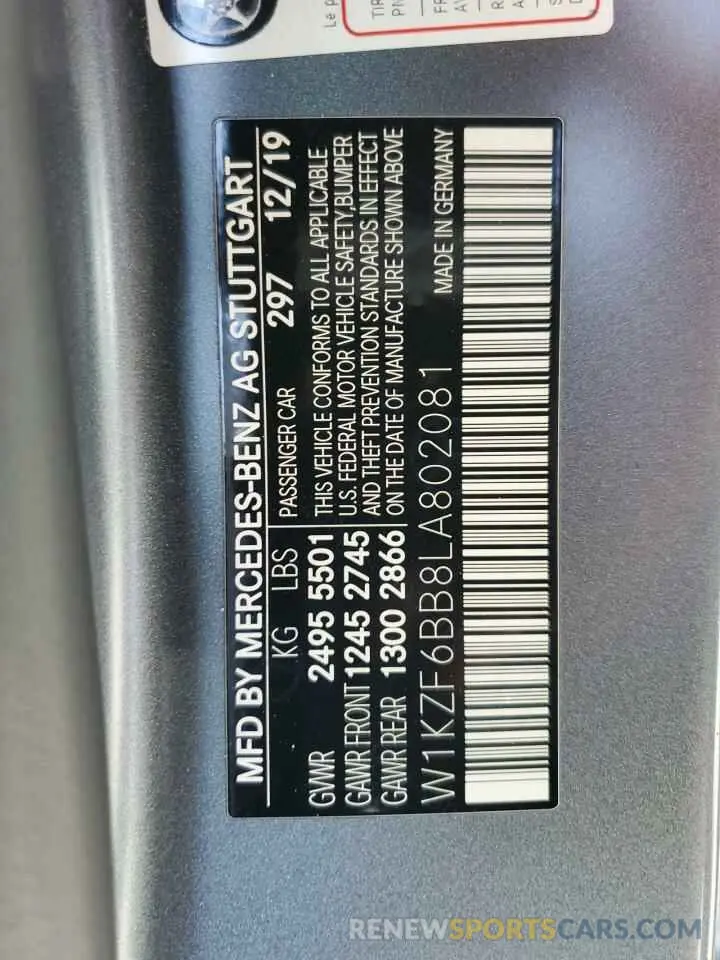 Le
TIR
MFD BY MERCEDES-BENZ AG STUTTGART
KG LBS PASSENGER CAR 297 12/19
GVWR 2495 5501
GAWR FRONT 1245 2745
GAWR REAR 1300 2866
THIS VEHICLE CONFORMS TO ALL APPLICABLE
U.S. FEDERAL MOTOR VEHICLE SAFETY,BUMPER
AND THEFT PREVENTION STANDARDS IN EFFECT
ON THE DATE OF MANUFACTURE SHOWN ABOVE
W1KZF6BB8LA802081 MADE IN GERMANY
RENEWSPORTSCARS.COM